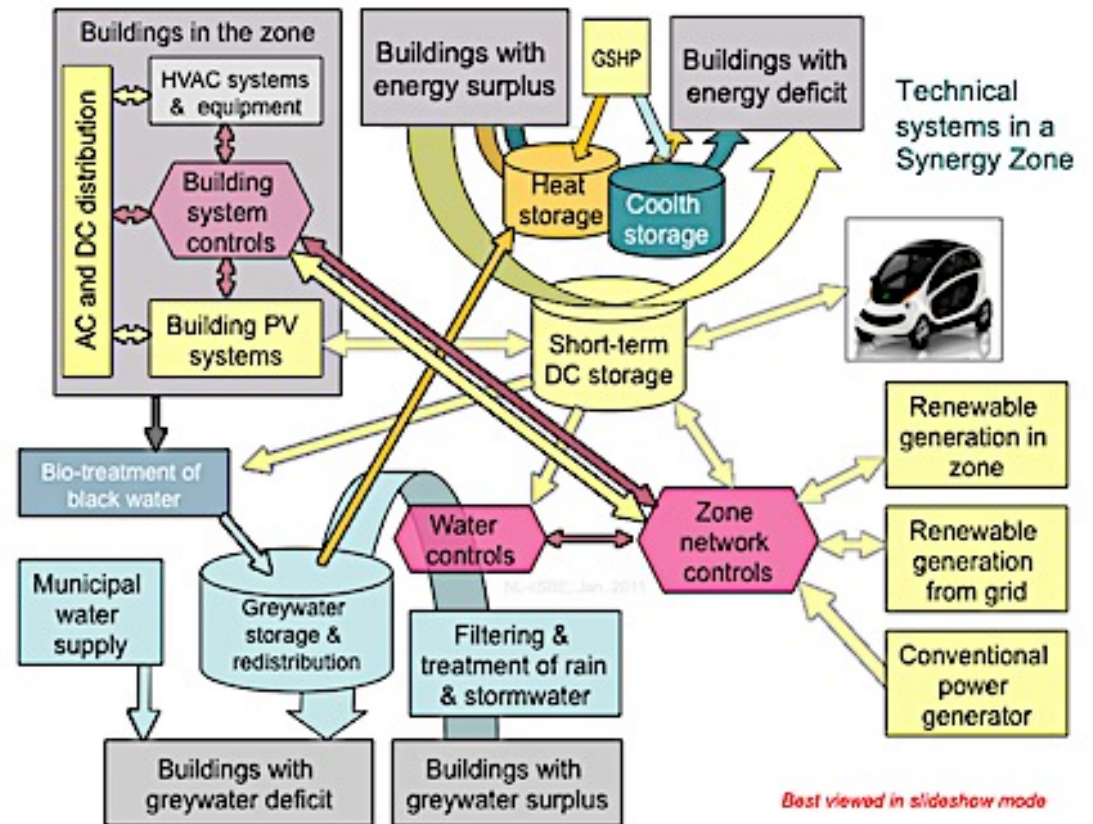 Buildings in the zone
HVAC systems
& equipment
AC and DC distribution
Building
system
controls
Building PV
systems
Buildings with
energy surplus
GSHP
Buildings with
energy deficit
Technical
systems in a
Synergy Zone
Heat
storage
Coolth
storage
Short-term
DC storage
Renewable
generation in
zone
Bio-treatment of
black water
Water
controls
Zone
network
controls
Renewable
generation
from grid
NL-iiSBE, Jan. 2011
Municipal
water
supply
Greywater
storage &
redistribution
Filtering &
treatment of rain
& stormwater
Conventional
power
generator
Buildings with
greywater deficit
Buildings with
greywater surplus
Best viewed in slideshow mode